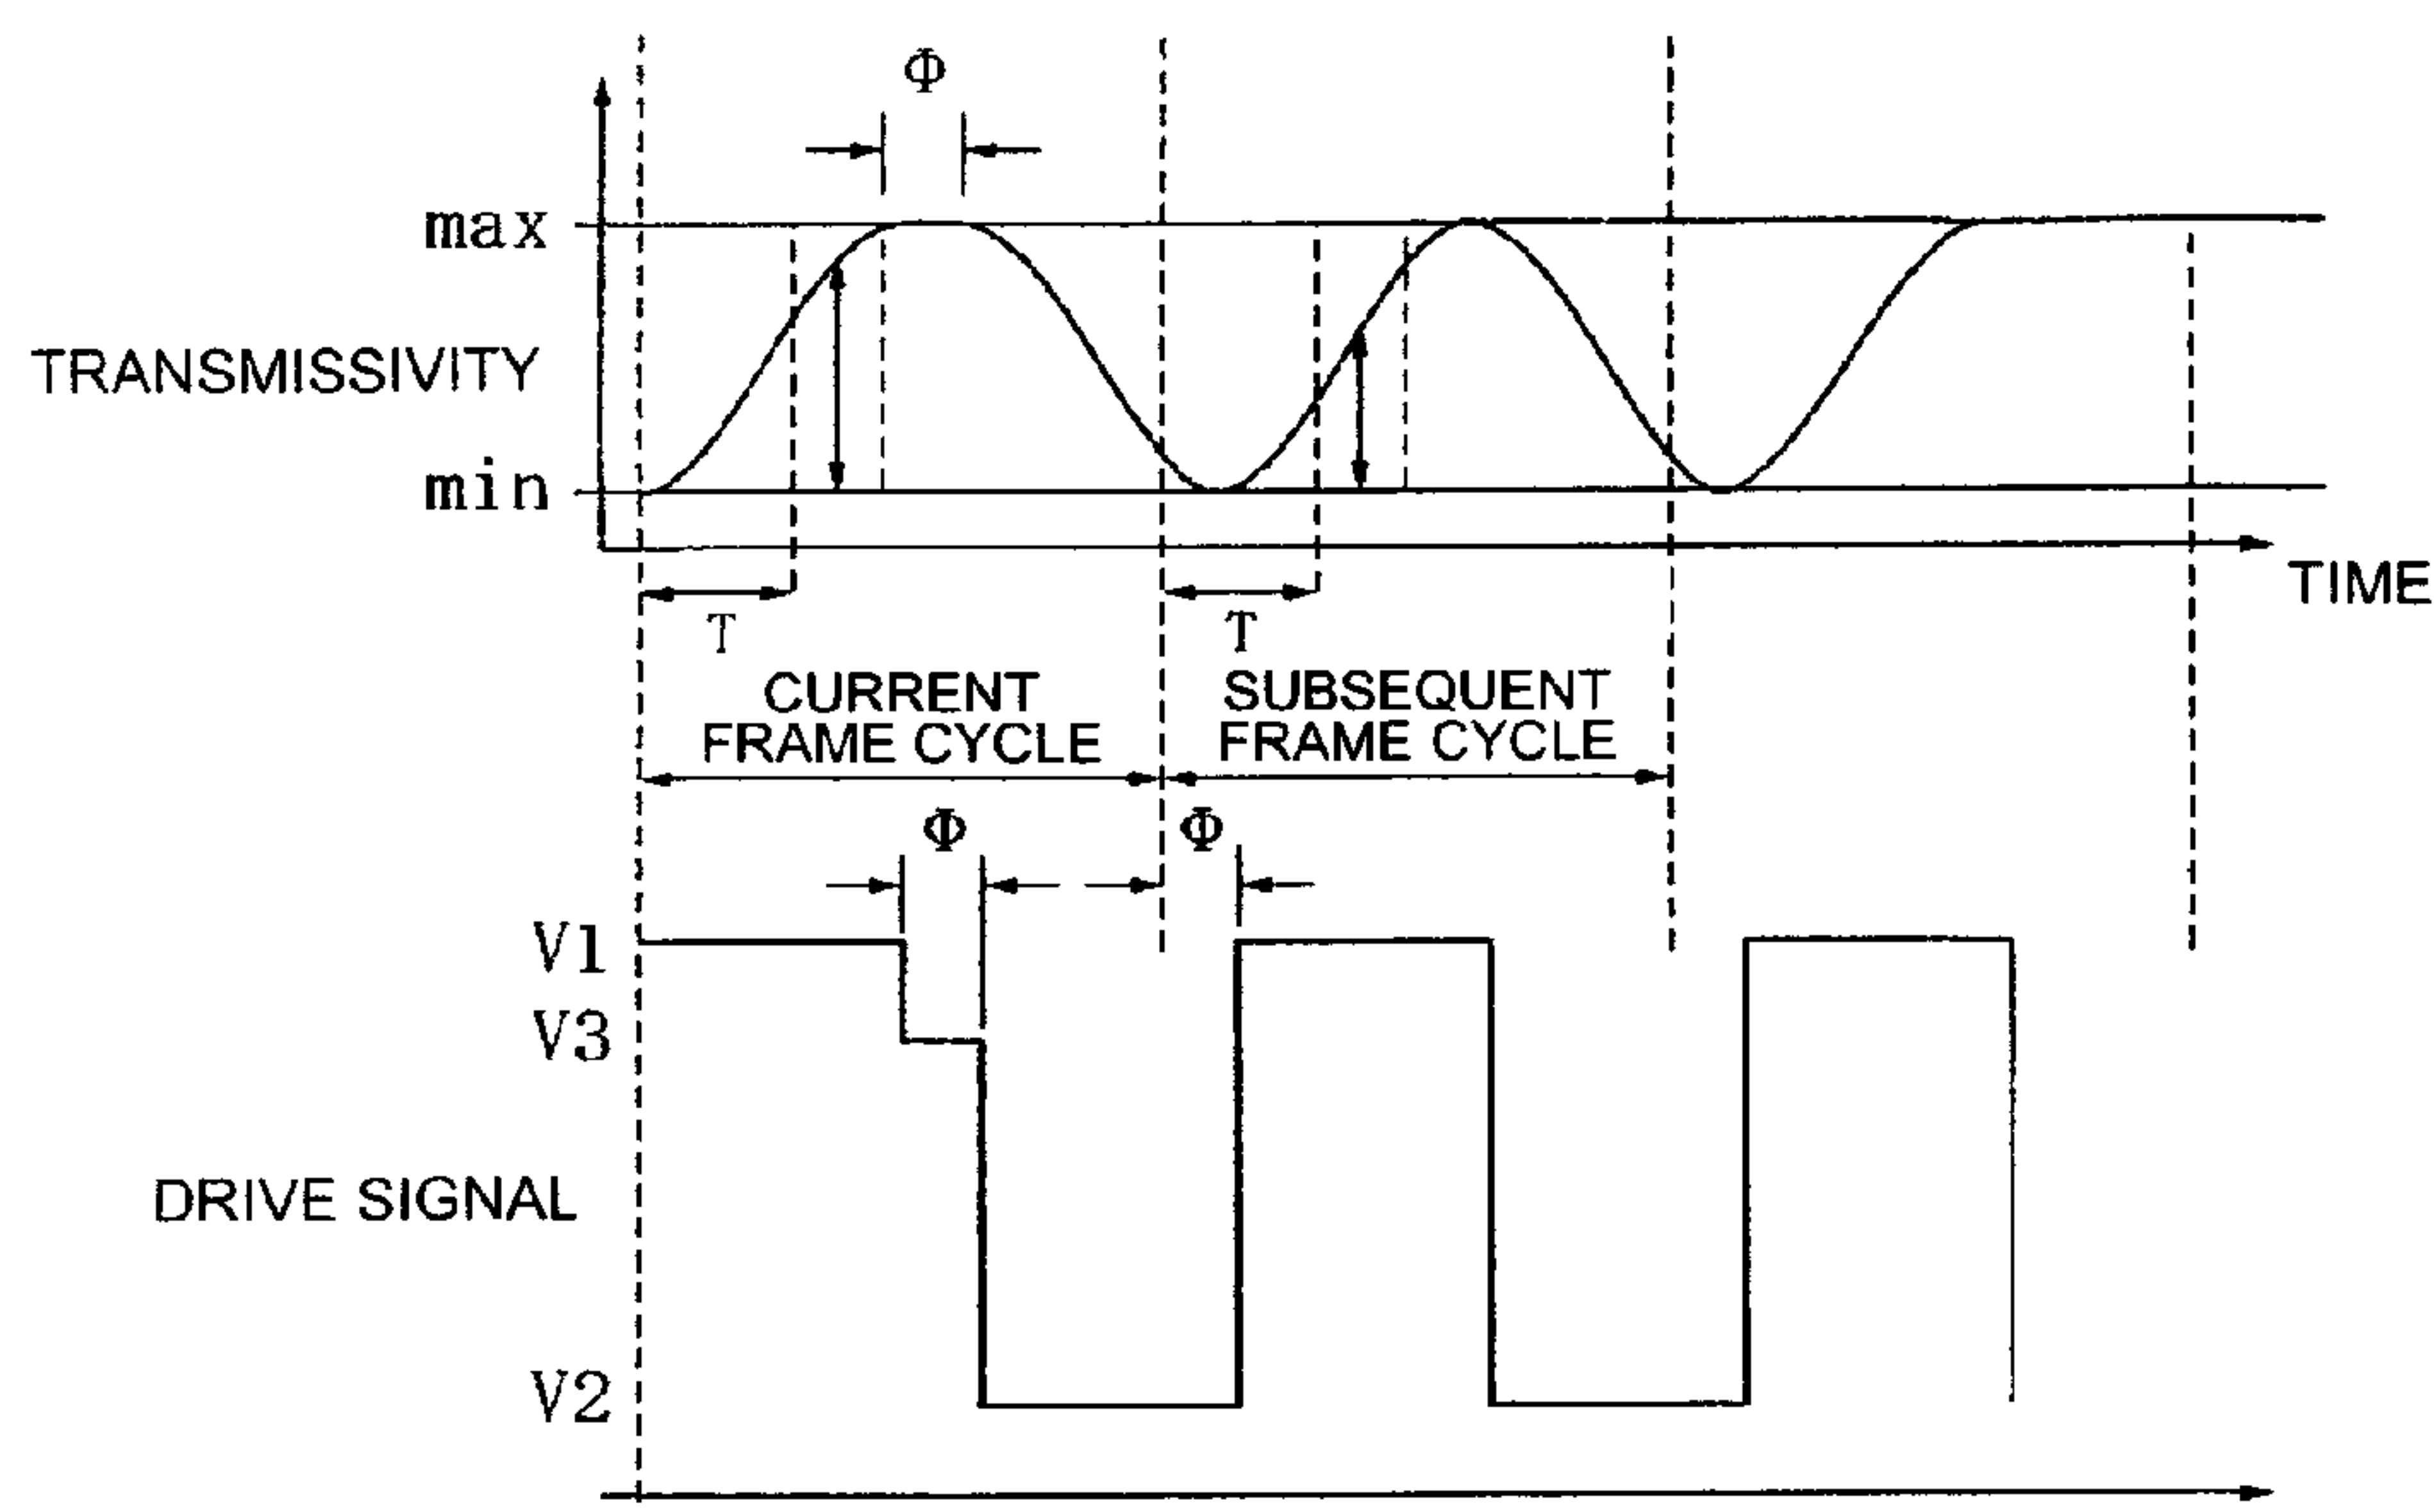 Φ
max
TRANSMISSIVITY
min
TIME
T
T
CURRENT
FRAME CYCLE
SUBSEQUENT
FRAME CYCLE
Φ
Φ
V1
V3
DRIVE SIGNAL
V2